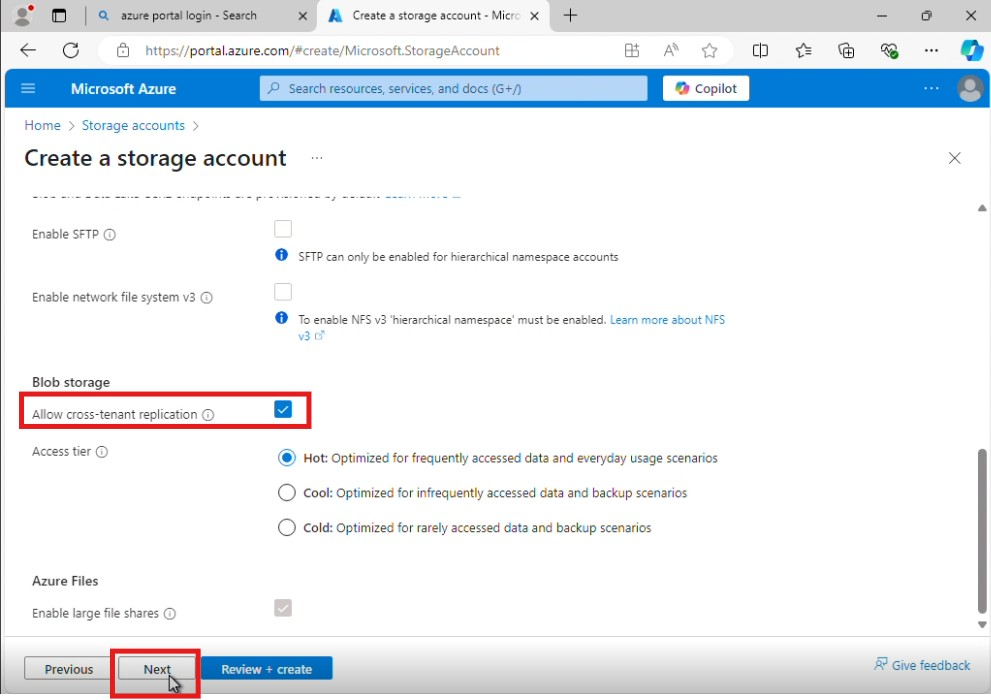 azure portal login - Search
Create a storage account - Micro
https://portal.azure.com/#create/Microsoft.StorageAccount
Microsoft Azure
Search resources, services, and docs (G+/)
Copilot
Home > Storage accounts >
Create a storage account
Enable SFTP
SFTP can only be enabled for hierarchical namespace accounts
Enable network file system v3
To enable NFS v3 'hierarchical namespace' must be enabled. Learn more about NFS
v3
Blob storage
Allow cross-tenant replication
Access tier
Hot: Optimized for frequently accessed data and everyday usage scenarios
Cool: Optimized for infrequently accessed data and backup scenarios
Cold: Optimized for rarely accessed data and backup scenarios
Azure Files
Enable large file shares
Previous
Next
Review + create
Give feedback